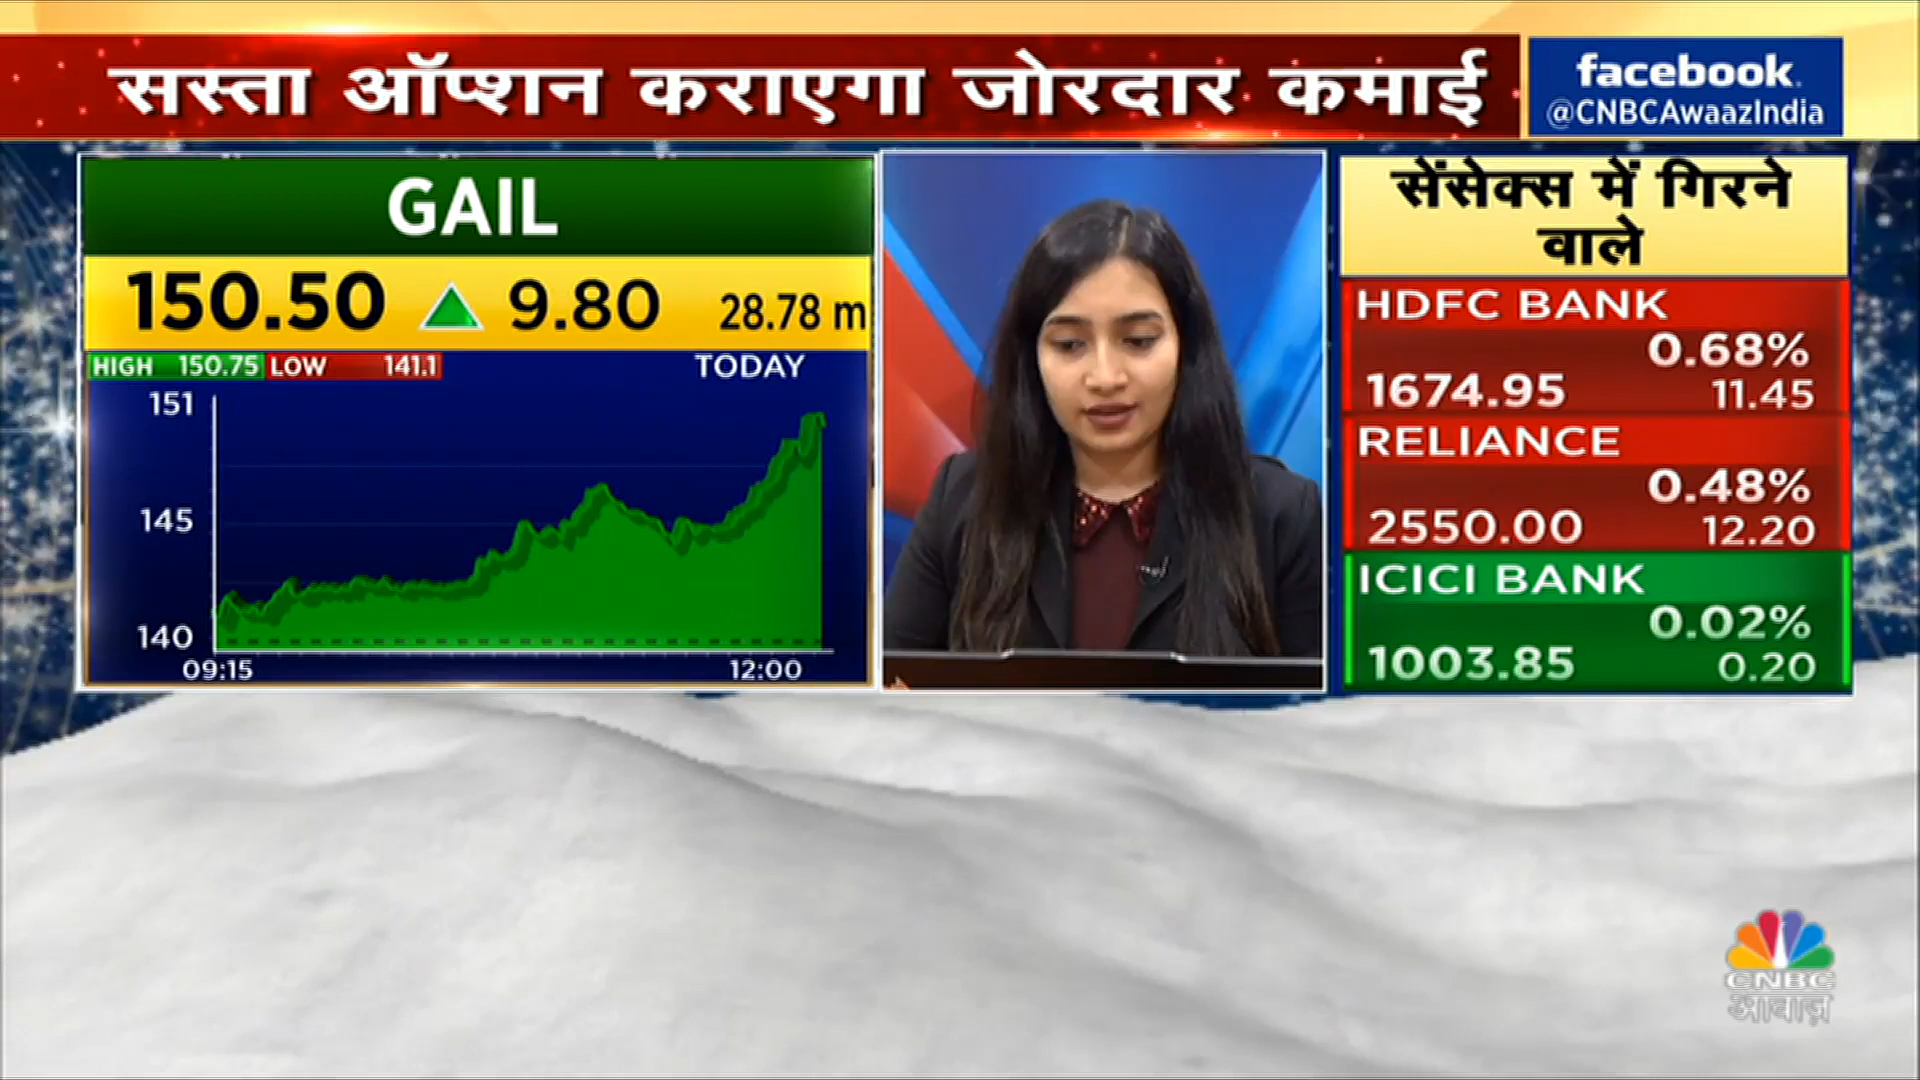 सस्ता ऑप्शन कराएगा जोरदार कमाई
facebook.
@CNBCAwaazIndia
GAIL
150.50 9.80 28.78 m
HIGH 150.75 LOW 141.1 TODAY
151
145
140
09:15 12:00
सेंसेक्स में गिरने
वाले
HDFC BANK
0.68%
1674.95 11.45
RELIANCE
0.48%
2550.00 12.20
ICICI BANK
0.02%
1003.85 0.20
CNBC
आवाज़